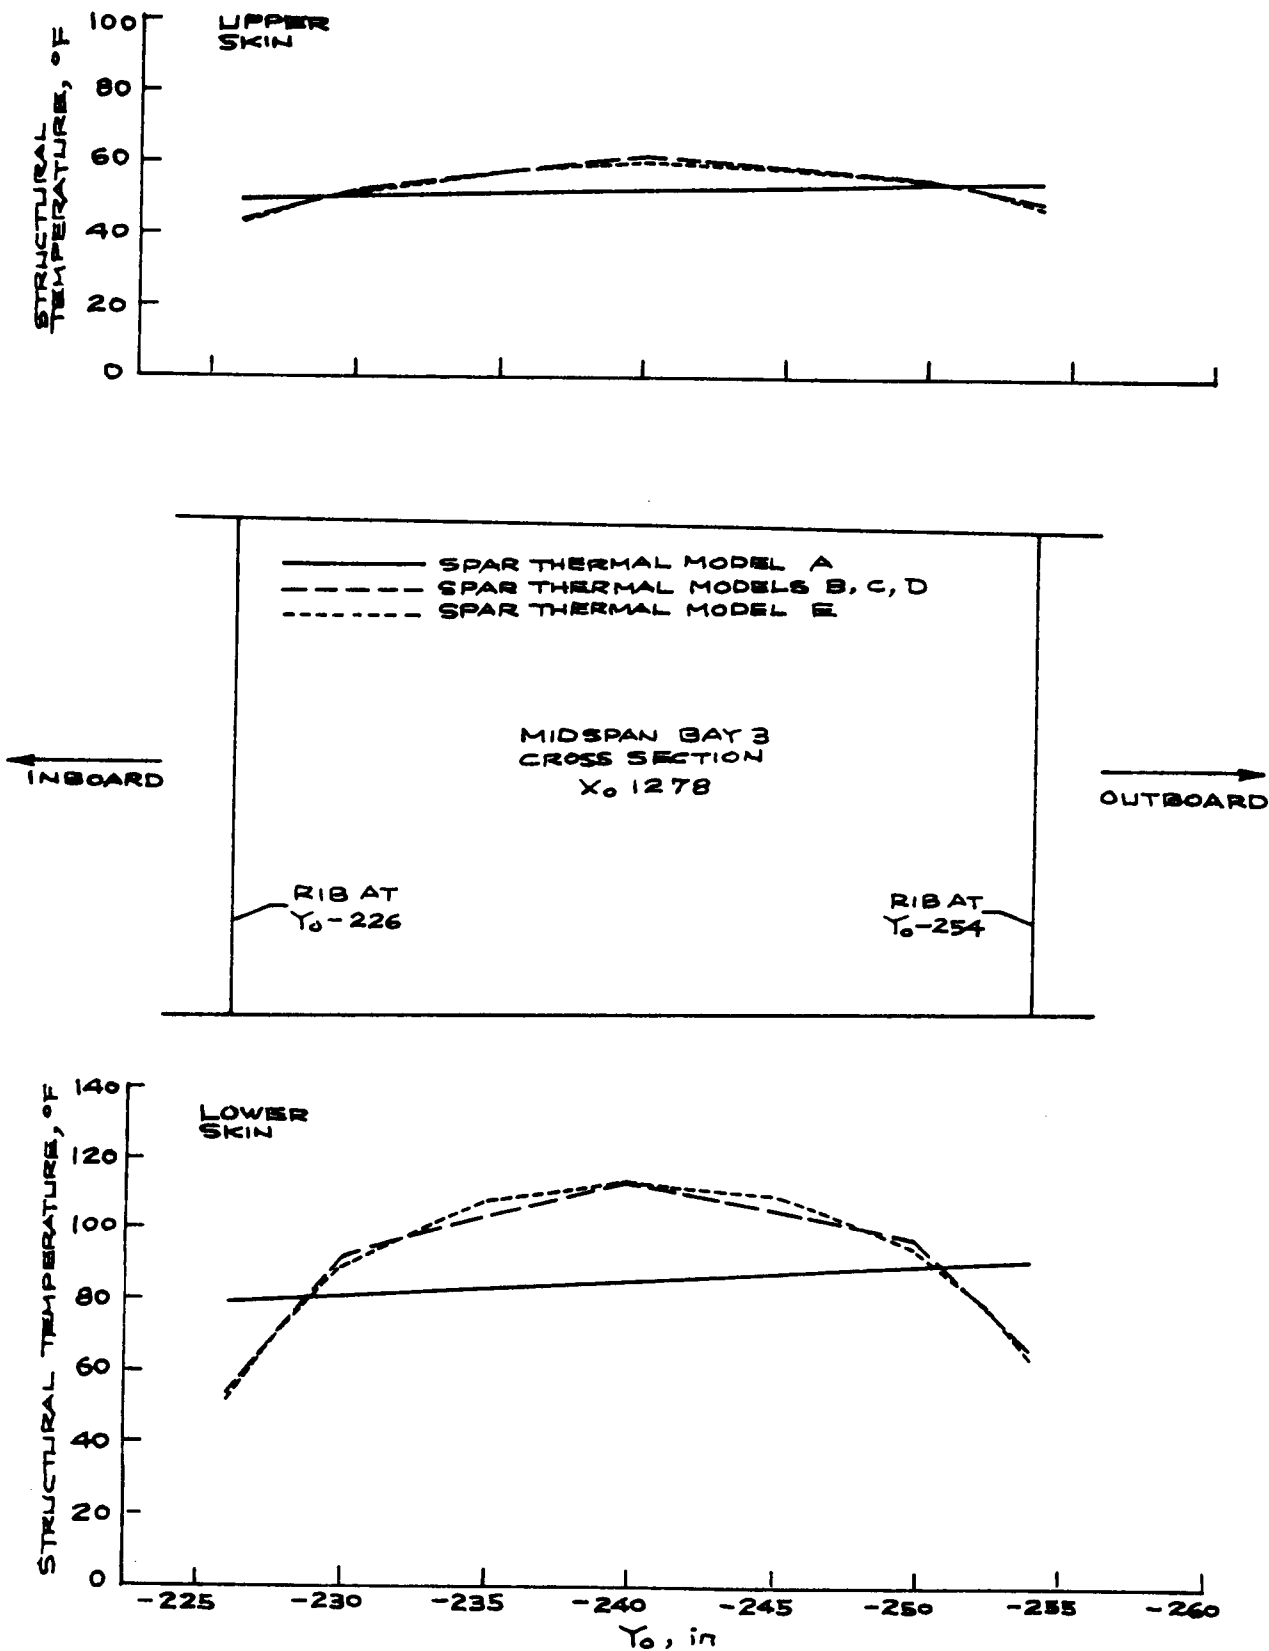 UPPER
SKIN
STRUCTURAL
TEMPERATURE, °F
100
80
60
40
20
0
SPAR THERMAL MODEL A
SPAR THERMAL MODELS B, C, D
SPAR THERMAL MODEL E
MIDSPAN BAY 3
CROSS SECTION
X₀ 1278
INBOARD
OUTBOARD
RIB AT
Y₀-226
RIB AT
Y₀-254
LOWER
SKIN
STRUCTURAL TEMPERATURE, °F
140
120
100
80
60
40
20
0
-225 -230 -235 -240 -245 -250 -255 -260
Y₀, in